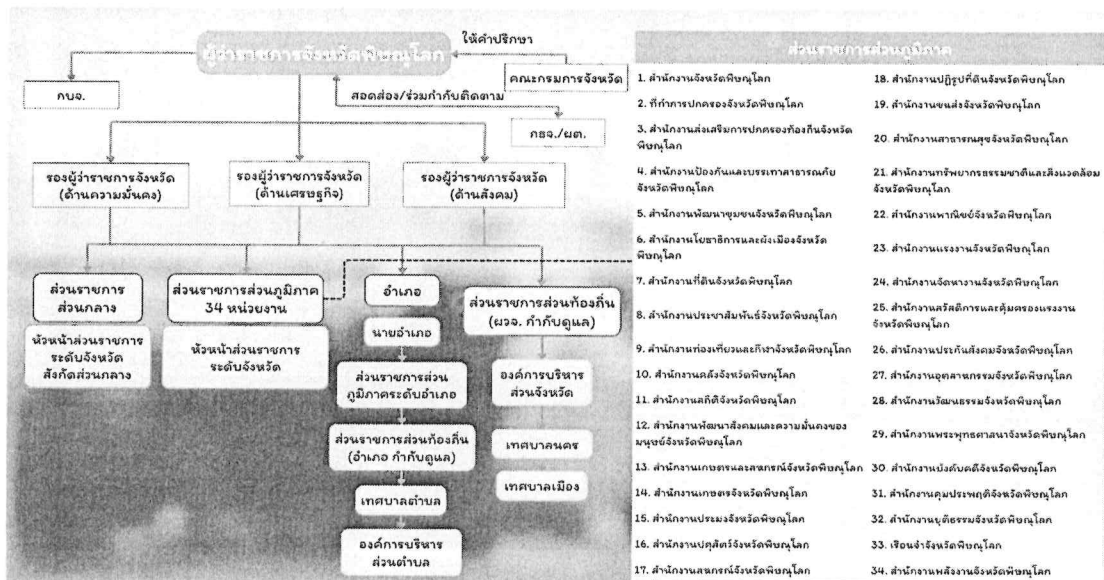 ให้คำปรึกษา
ผู้ว่าราชการจังหวัดพิษณุโลก
กบจ.
คณะกรมการจังหวัด
สอดส่อง/ร่วมกำกับติดตาม
กธจ./ผต.
รองผู้ว่าราชการจังหวัด
(ด้านความมั่นคง)
รองผู้ว่าราชการจังหวัด
(ด้านเศรษฐกิจ)
รองผู้ว่าราชการจังหวัด
(ด้านสังคม)
ส่วนราชการ
ส่วนกลาง
หัวหน้าส่วนราชการ
ระดับจังหวัด
สังกัดส่วนกลาง
ส่วนราชการส่วนภูมิภาค
34 หน่วยงาน
หัวหน้าส่วนราชการ
ระดับจังหวัด
อำเภอ
นายอำเภอ
ส่วนราชการส่วน
ภูมิภาคระดับอำเภอ
ส่วนราชการส่วนท้องถิ่น
(อำเภอ กำกับดูแล)
เทศบาลตำบล
องค์การบริหาร
ส่วนตำบล
ส่วนราชการส่วนท้องถิ่น
(ผวจ. กำกับดูแล)
องค์การบริหาร
ส่วนจังหวัด
เทศบาลนคร
เทศบาลเมือง
ส่วนราชการส่วนภูมิภาค
1. สำนักงานจังหวัดพิษณุโลก
2. ที่ทำการปกครองจังหวัดพิษณุโลก
3. สำนักงานส่งเสริมการปกครองท้องถิ่นจังหวัด
พิษณุโลก
4. สำนักงานป้องกันและบรรเทาสาธารณภัย
จังหวัดพิษณุโลก
5. สำนักงานพัฒนาชุมชนจังหวัดพิษณุโลก
6. สำนักงานโยธาธิการและผังเมืองจังหวัด
พิษณุโลก
7. สำนักงานที่ดินจังหวัดพิษณุโลก
8. สำนักงานประชาสัมพันธ์จังหวัดพิษณุโลก
9. สำนักงานท่องเที่ยวและกีฬาจังหวัดพิษณุโลก
10. สำนักงานคลังจังหวัดพิษณุโลก
11. สำนักงานสถิติจังหวัดพิษณุโลก
12. สำนักงานพัฒนาสังคมและความมั่นคงของ
มนุษย์จังหวัดพิษณุโลก
13. สำนักงานเกษตรและสหกรณ์จังหวัดพิษณุโลก
14. สำนักงานเกษตรจังหวัดพิษณุโลก
15. สำนักงานประมงจังหวัดพิษณุโลก
16. สำนักงานปศุสัตว์จังหวัดพิษณุโลก
17. สำนักงานสหกรณ์จังหวัดพิษณุโลก
18. สำนักงานปฏิรูปที่ดินจังหวัดพิษณุโลก
19. สำนักงานขนส่งจังหวัดพิษณุโลก
20. สำนักงานสาธารณสุขจังหวัดพิษณุโลก
21. สำนักงานทรัพยากรธรรมชาติและสิ่งแวดล้อม
จังหวัดพิษณุโลก
22. สำนักงานพาณิชย์จังหวัดพิษณุโลก
23. สำนักงานแรงงานจังหวัดพิษณุโลก
24. สำนักงานจัดหางานจังหวัดพิษณุโลก
25. สำนักงานสวัสดิการและคุ้มครองแรงงาน
จังหวัดพิษณุโลก
26. สำนักงานประกันสังคมจังหวัดพิษณุโลก
27. สำนักงานอุตสาหกรรมจังหวัดพิษณุโลก
28. สำนักงานวัฒนธรรมจังหวัดพิษณุโลก
29. สำนักงานพระพุทธศาสนาจังหวัดพิษณุโลก
30. สำนักงานบังคับคดีจังหวัดพิษณุโลก
31. สำนักงานคุมประพฤติจังหวัดพิษณุโลก
32. สำนักงานยุติธรรมจังหวัดพิษณุโลก
33. เรือนจำจังหวัดพิษณุโลก
34. สำนักงานพลังงานจังหวัดพิษณุโลก